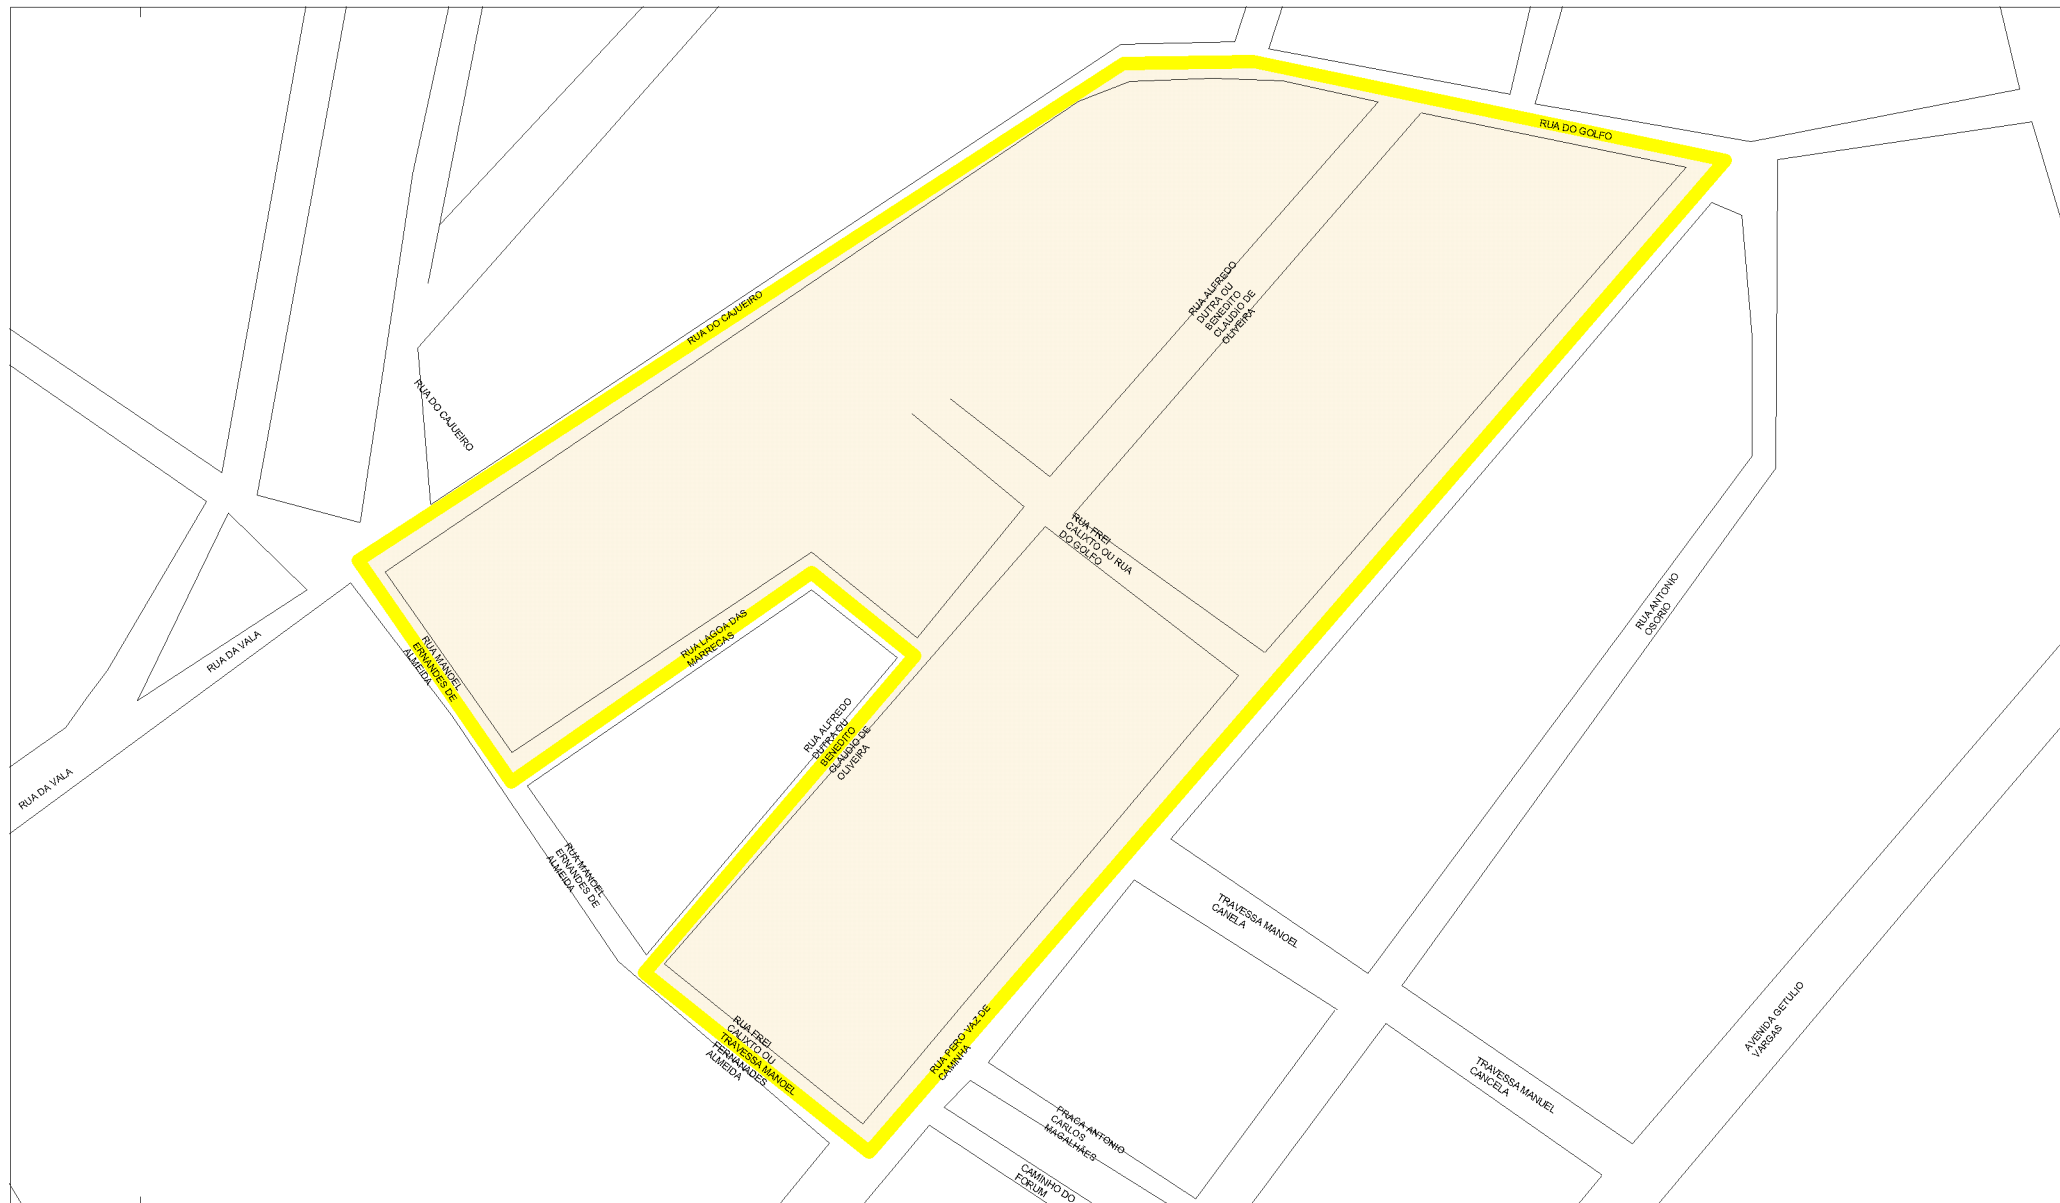 RUA DO GOLFO
RUA ALFREDO
DUTRA OU
BENEDITO
CLAUDIO DE
OLIVEIRA
RUA DO CAJUEIRO
RUA DO CAJUEIRO
RUA FREI
CALIXTO OU RUA
DO GOLFO
RUA ANTONIO
OSORIO
RUA LAGOA DAS
MARRECAS
RUA DA VALA
RUA MANOEL
ERNANDES DE
ALMEIDA
RUA ALFREDO
DUTRA OU
BENEDITO
CLAUDIO DE
OLIVEIRA
RUA DA VALA
RUA MANOEL
ERNANDES DE
ALMEIDA
TRAVESSA MANOEL
CANELA
RUA FREI
CALIXTO OU
TRAVESSA MANOEL
FERNANADES
ALMEIDA
RUA PERO VAZ DE
CAMINHA
AVENIDA GETULIO
VARGAS
TRAVESSA MANUEL
CANCELA
PRACA ANTONIO
CARLOS
MAGALHÃES
CAMINHO DO
FORUM